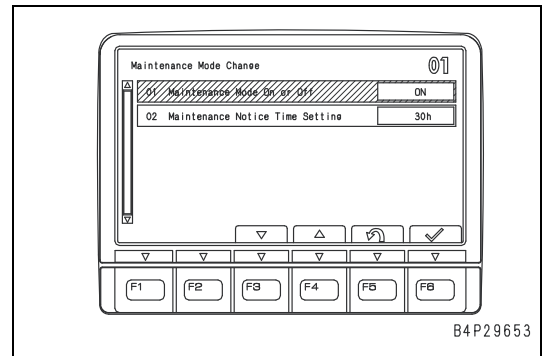 Maintenance Mode Change 01
01 Maintenance Mode On or Off ON
02 Maintenance Notice Time Setting 30h
F1 F2 F3 F4 F5 F6
B4P29653